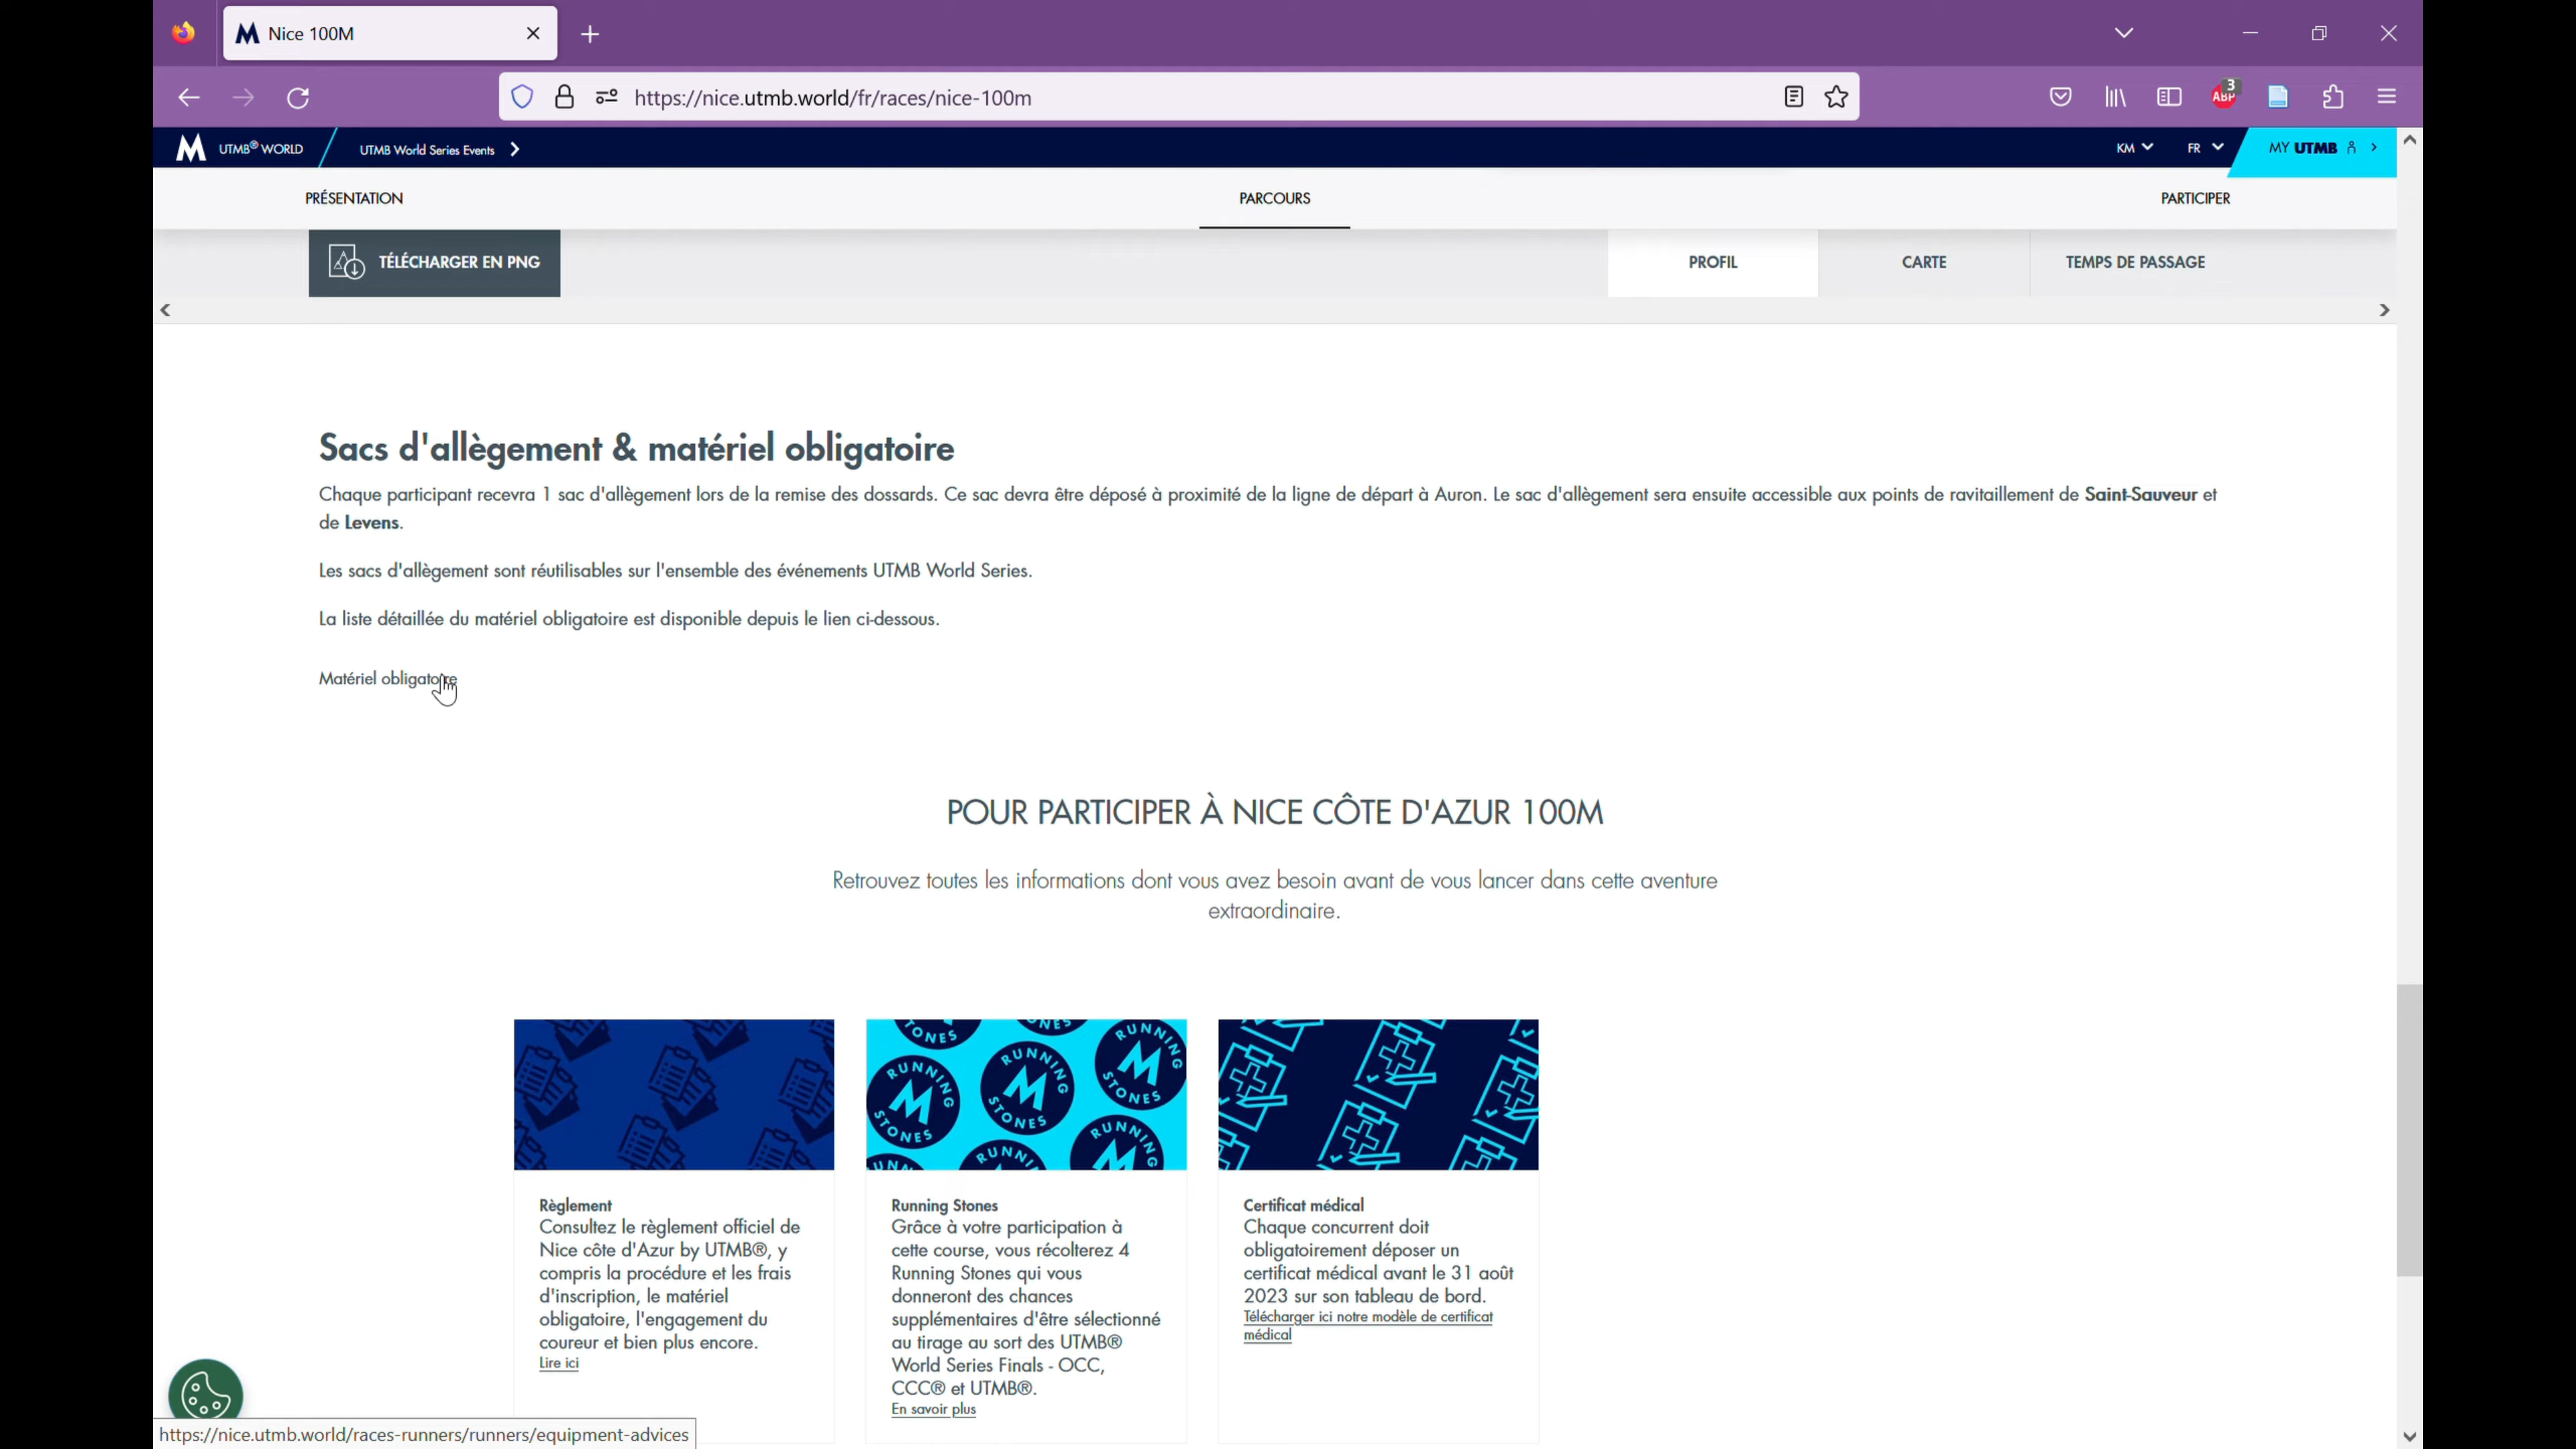 Nice 100M
https://nice.utmb.world/fr/races/nice-100m
3
ABP
UTMB® WORLD
UTMB World Series Events
KM
FR
MY UTMB
PRÉSENTATION
PARCOURS
PARTICIPER
TÉLÉCHARGER EN PNG
PROFIL
CARTE
TEMPS DE PASSAGE
Sacs d'allègement & matériel obligatoire
Chaque participant recevra 1 sac d'allègement lors de la remise des dossards. Ce sac devra être déposé à proximité de la ligne de départ à Auron. Le sac d'allègement sera ensuite accessible aux points de ravitaillement de Saint-Sauveur et
de Levens.
Les sacs d'allègement sont réutilisables sur l'ensemble des événements UTMB World Series.
La liste détaillée du matériel obligatoire est disponible depuis le lien ci-dessous.
Matériel obligatoire
POUR PARTICIPER À NICE CÔTE D'AZUR 100M
Retrouvez toutes les informations dont vous avez besoin avant de vous lancer dans cette aventure
extraordinaire.
RUNNING STONES
Règlement
Consultez le règlement officiel de
Nice côte d'Azur by UTMB®, y
compris la procédure et les frais
d'inscription, le matériel
obligatoire, l'engagement du
coureur et bien plus encore.
Lire ici
Running Stones
Grâce à votre participation à
cette course, vous récolterez 4
Running Stones qui vous
donneront des chances
supplémentaires d'être sélectionné
au tirage au sort des UTMB®
World Series Finals - OCC,
CCC® et UTMB®.
En savoir plus
Certificat médical
Chaque concurrent doit
obligatoirement déposer un
certificat médical avant le 31 août
2023 sur son tableau de bord.
Télécharger ici notre modèle de certificat
médical
https://nice.utmb.world/races-runners/runners/equipment-advices